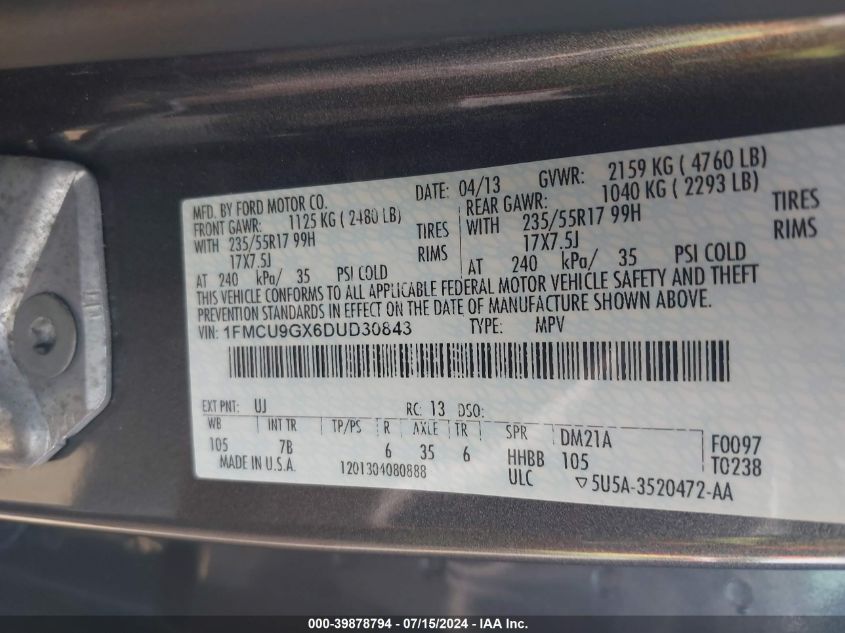 MFD. BY FORD MOTOR CO. DATE: 04/13 GVWR: 2159 KG ( 4760 LB)
FRONT GAWR: 1125 KG ( 2480 LB) REAR GAWR: 1040 KG ( 2293 LB)
WITH 235/55R17 99H TIRES WITH 235/55R17 99H TIRES
17X7.5J RIMS 17X7.5J RIMS
AT 240 kPa/ 35 PSI COLD AT 240 kPa/ 35 PSI COLD
THIS VEHICLE CONFORMS TO ALL APPLICABLE FEDERAL MOTOR VEHICLE SAFETY AND THEFT
PREVENTION STANDARDS IN EFFECT ON THE DATE OF MANUFACTURE SHOWN ABOVE.
VIN: 1FMCU9GX6DUD30843 TYPE: MPV
EXT PNT: UJ RC: 13 DSO:
WB INT TR TP/PS R AXLE TR SPR DM21A F0097
105 7B 6 35 6 HHBB 105 T0238
MADE IN U.S.A. 1201304080888 ULC ▽5U5A-3520472-AA
000-39878794 - 07/15/2024 - IAA Inc.